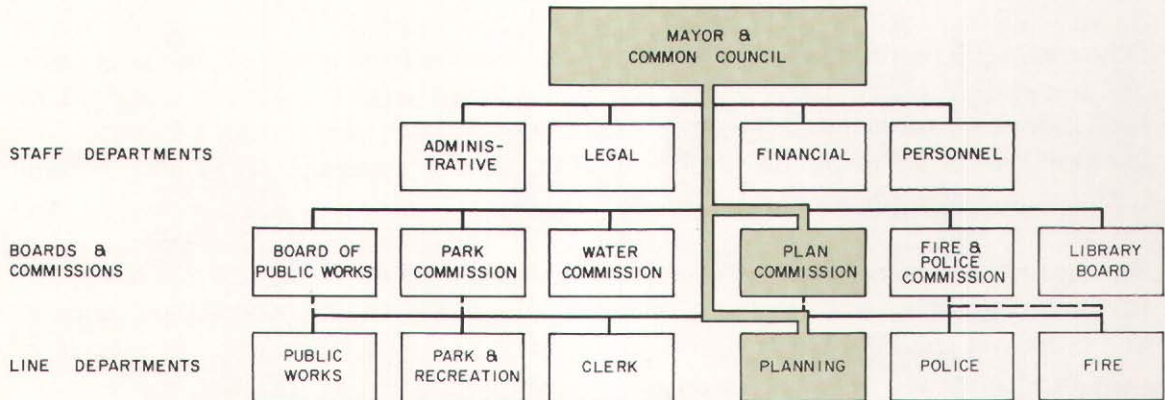 MAYOR &
COMMON COUNCIL
STAFF DEPARTMENTS
ADMINIS-
TRATIVE
LEGAL
FINANCIAL
PERSONNEL
BOARDS &
COMMISSIONS
BOARD OF
PUBLIC WORKS
PARK
COMMISSION
WATER
COMMISSION
PLAN
COMMISSION
FIRE &
POLICE
COMMISSION
LIBRARY
BOARD
LINE DEPARTMENTS
PUBLIC
WORKS
PARK &
RECREATION
CLERK
PLANNING
POLICE
FIRE